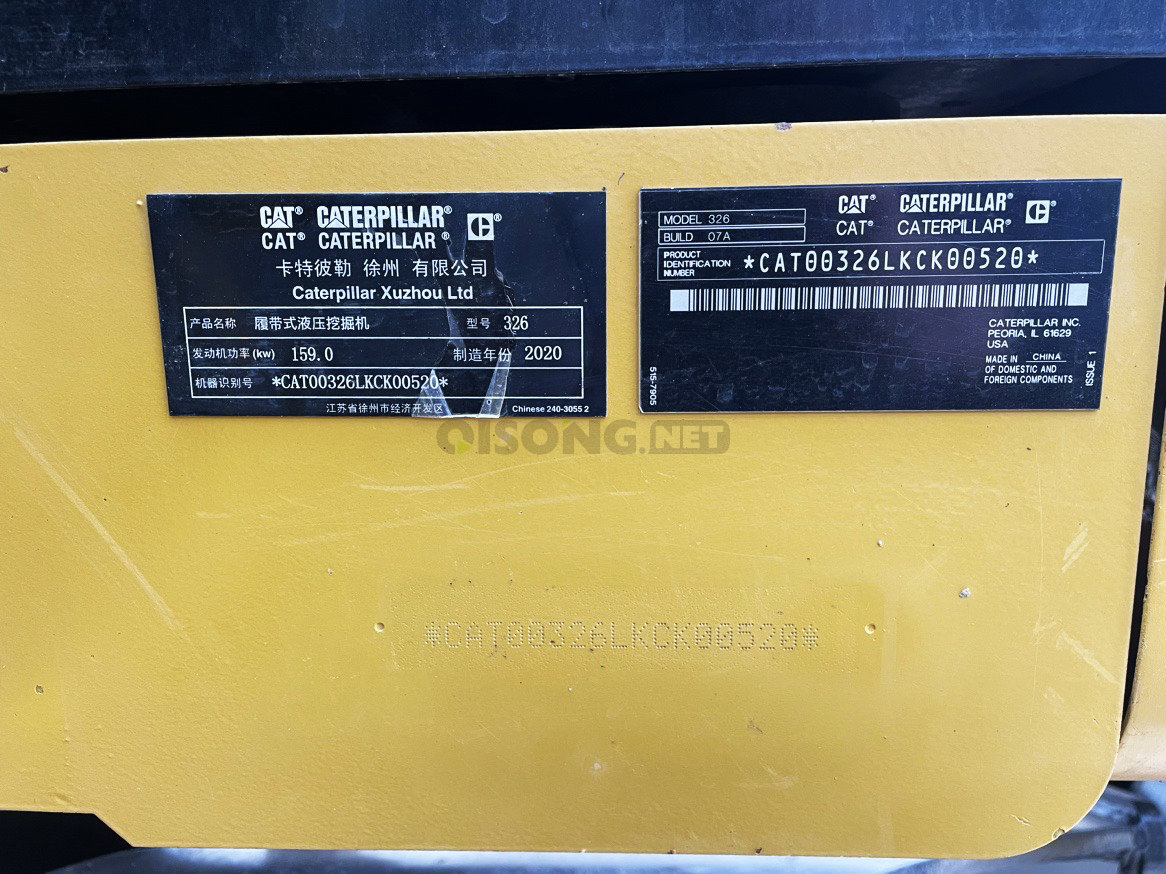 CAT® CATERPILLAR® ®
CAT® CATERPILLAR®
卡特彼勒 徐州 有限公司
Caterpillar Xuzhou Ltd
产品名称 履带式液压挖掘机 型号 326
发动机功率(kw) 159.0 制造年份 2020
机器识别号 *CAT00326LKCK00520*
江苏省徐州市经济开发区 Chinese 240-3055 2
CAT® CATERPILLAR® ®
CAT® CATERPILLAR®
MODEL 326
BUILD 07A
PRODUCT IDENTIFICATION NUMBER *CAT00326LKCK00520*
CATERPILLAR INC.
PEORIA, IL 61629
USA
MADE IN CHINA
OF DOMESTIC AND
FOREIGN COMPONENTS
515-7905
ISSUE 1
QISONG.NET
*CAT00326LKCK00520*